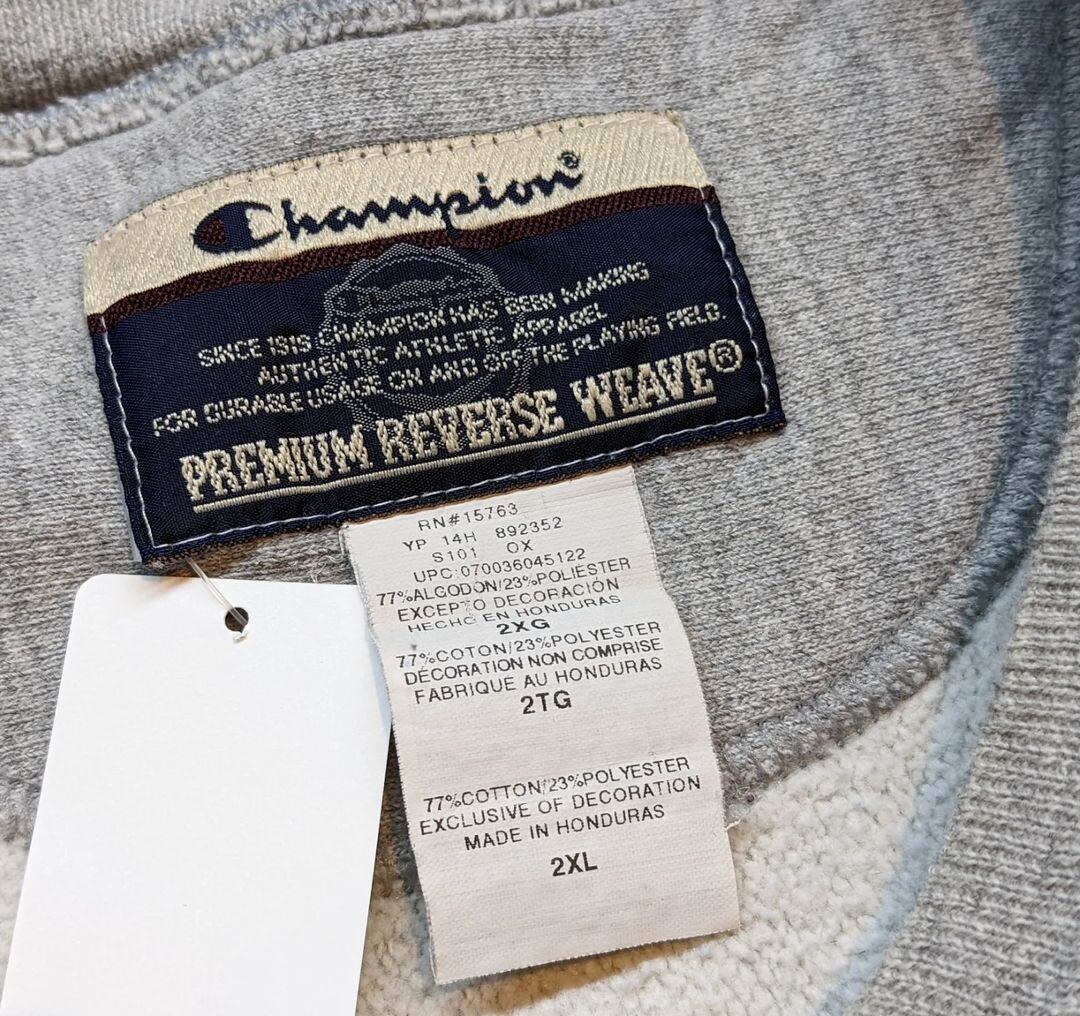 Champion®
Champion
SINCE 1919 CHAMPION HAS BEEN MAKING
AUTHENTIC ATHLETIC APPAREL
FOR DURABLE USAGE ON AND OFF THE PLAYING FIELD.
PREMIUM REVERSE WEAVE®
RN#15763
YP 14H 892352
S101 OX
UPC:070036045122
77%ALGODON/23%POLIÉSTER
EXCEPTO DECORACIÓN
HECHO EN HONDURAS
2XG
77%COTON/23%POLYESTER
DÉCORATION NON COMPRISE
FABRIQUE AU HONDURAS
2TG
77%COTTON/23%POLYESTER
EXCLUSIVE OF DECORATION
MADE IN HONDURAS
2XL